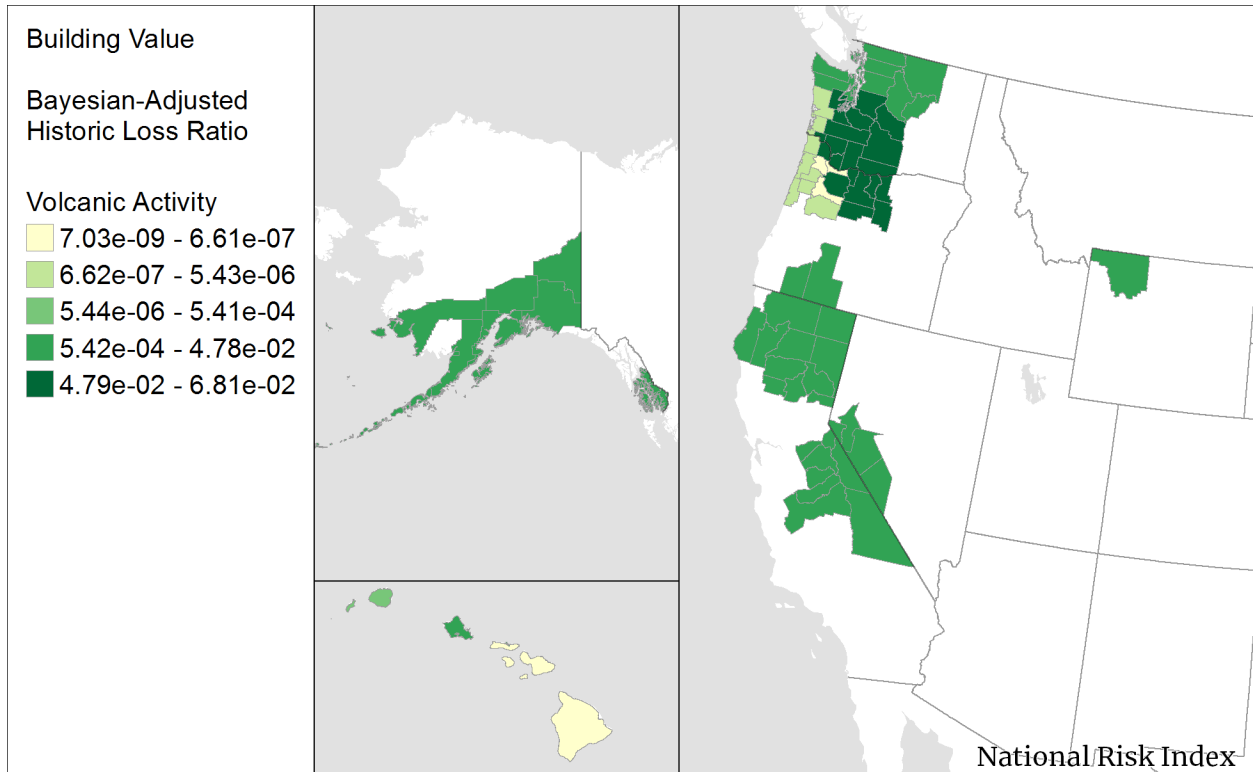 Building Value
Bayesian-Adjusted
Historic Loss Ratio
Volcanic Activity
7.03e-09 - 6.61e-07
6.62e-07 - 5.43e-06
5.44e-06 - 5.41e-04
5.42e-04 - 4.78e-02
4.79e-02 - 6.81e-02
National Risk Index